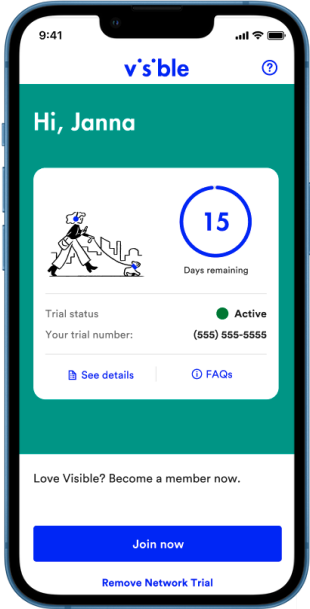 9:41
visible
Hi, Janna
15
Days remaining
Trial status Active
Your trial number: (555) 555-5555
See details FAQs
Love Visible? Become a member now.
Join now
Remove Network Trial